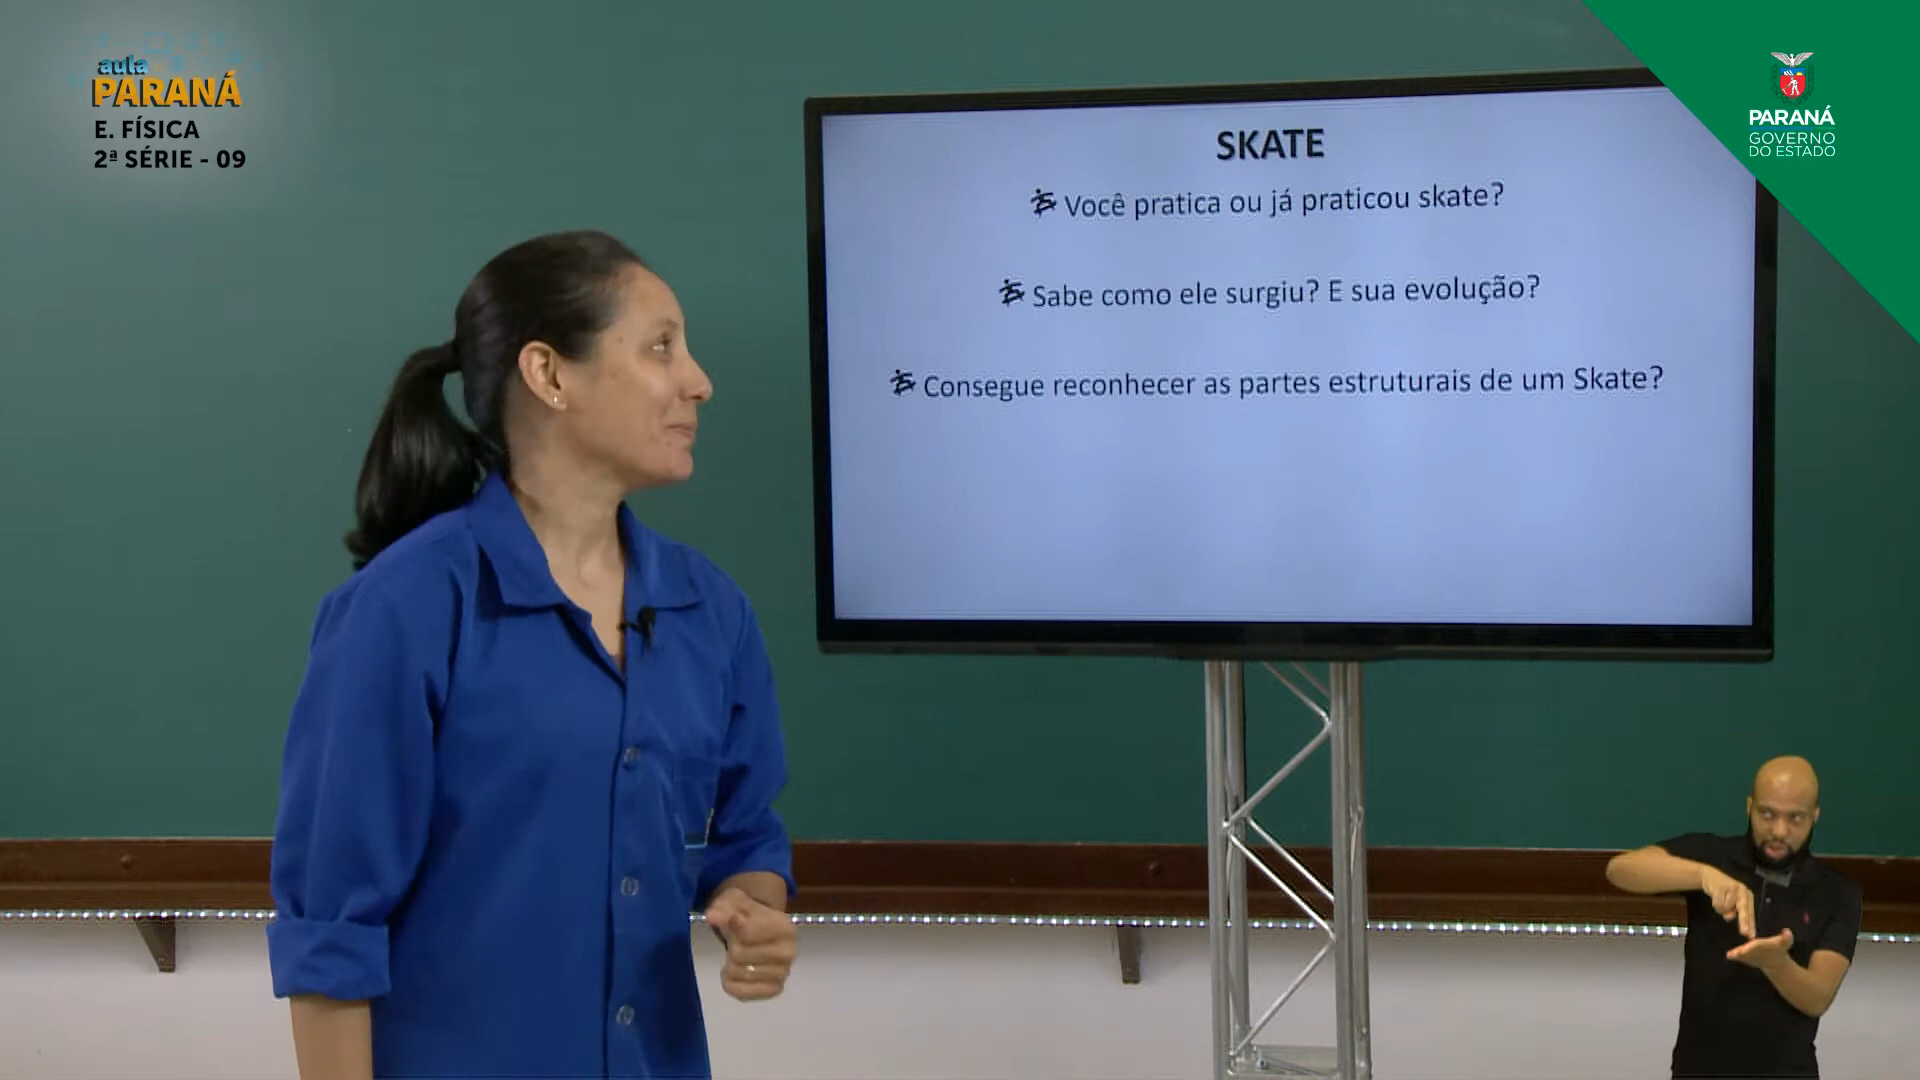 aula
PARANÁ
E. FÍSICA
2ª SÉRIE - 09
SKATE
Você pratica ou já praticou skate?
Sabe como ele surgiu? E sua evolução?
Consegue reconhecer as partes estruturais de um Skate?
PARANÁ
GOVERNO
DO ESTADO